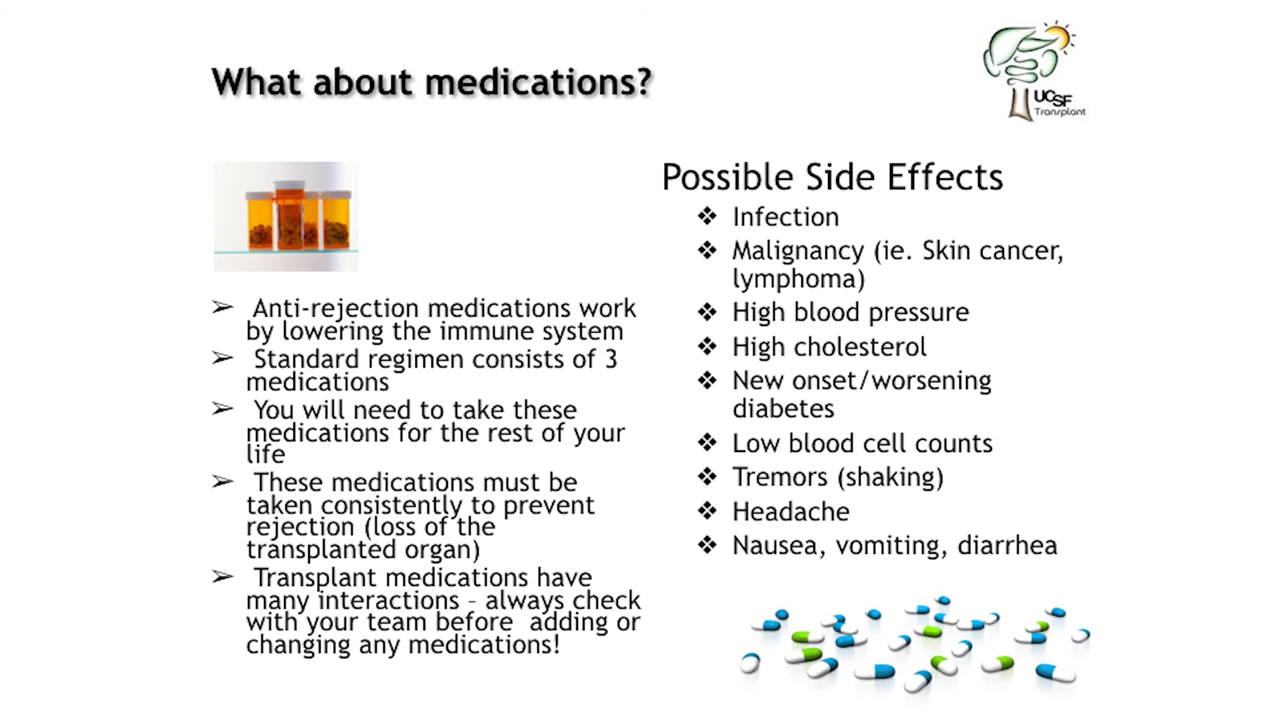 What about medications?
UCSF
Transplant
➢ Anti-rejection medications work
by lowering the immune system
➢ Standard regimen consists of 3
medications
➢ You will need to take these
medications for the rest of your
life
➢ These medications must be
taken consistently to prevent
rejection (loss of the
transplanted organ)
➢ Transplant medications have
many interactions – always check
with your team before  adding or
changing any medications!
Possible Side Effects
❖ Infection
❖ Malignancy (ie. Skin cancer,
lymphoma)
❖ High blood pressure
❖ High cholesterol
❖ New onset/worsening
diabetes
❖ Low blood cell counts
❖ Tremors (shaking)
❖ Headache
❖ Nausea, vomiting, diarrhea